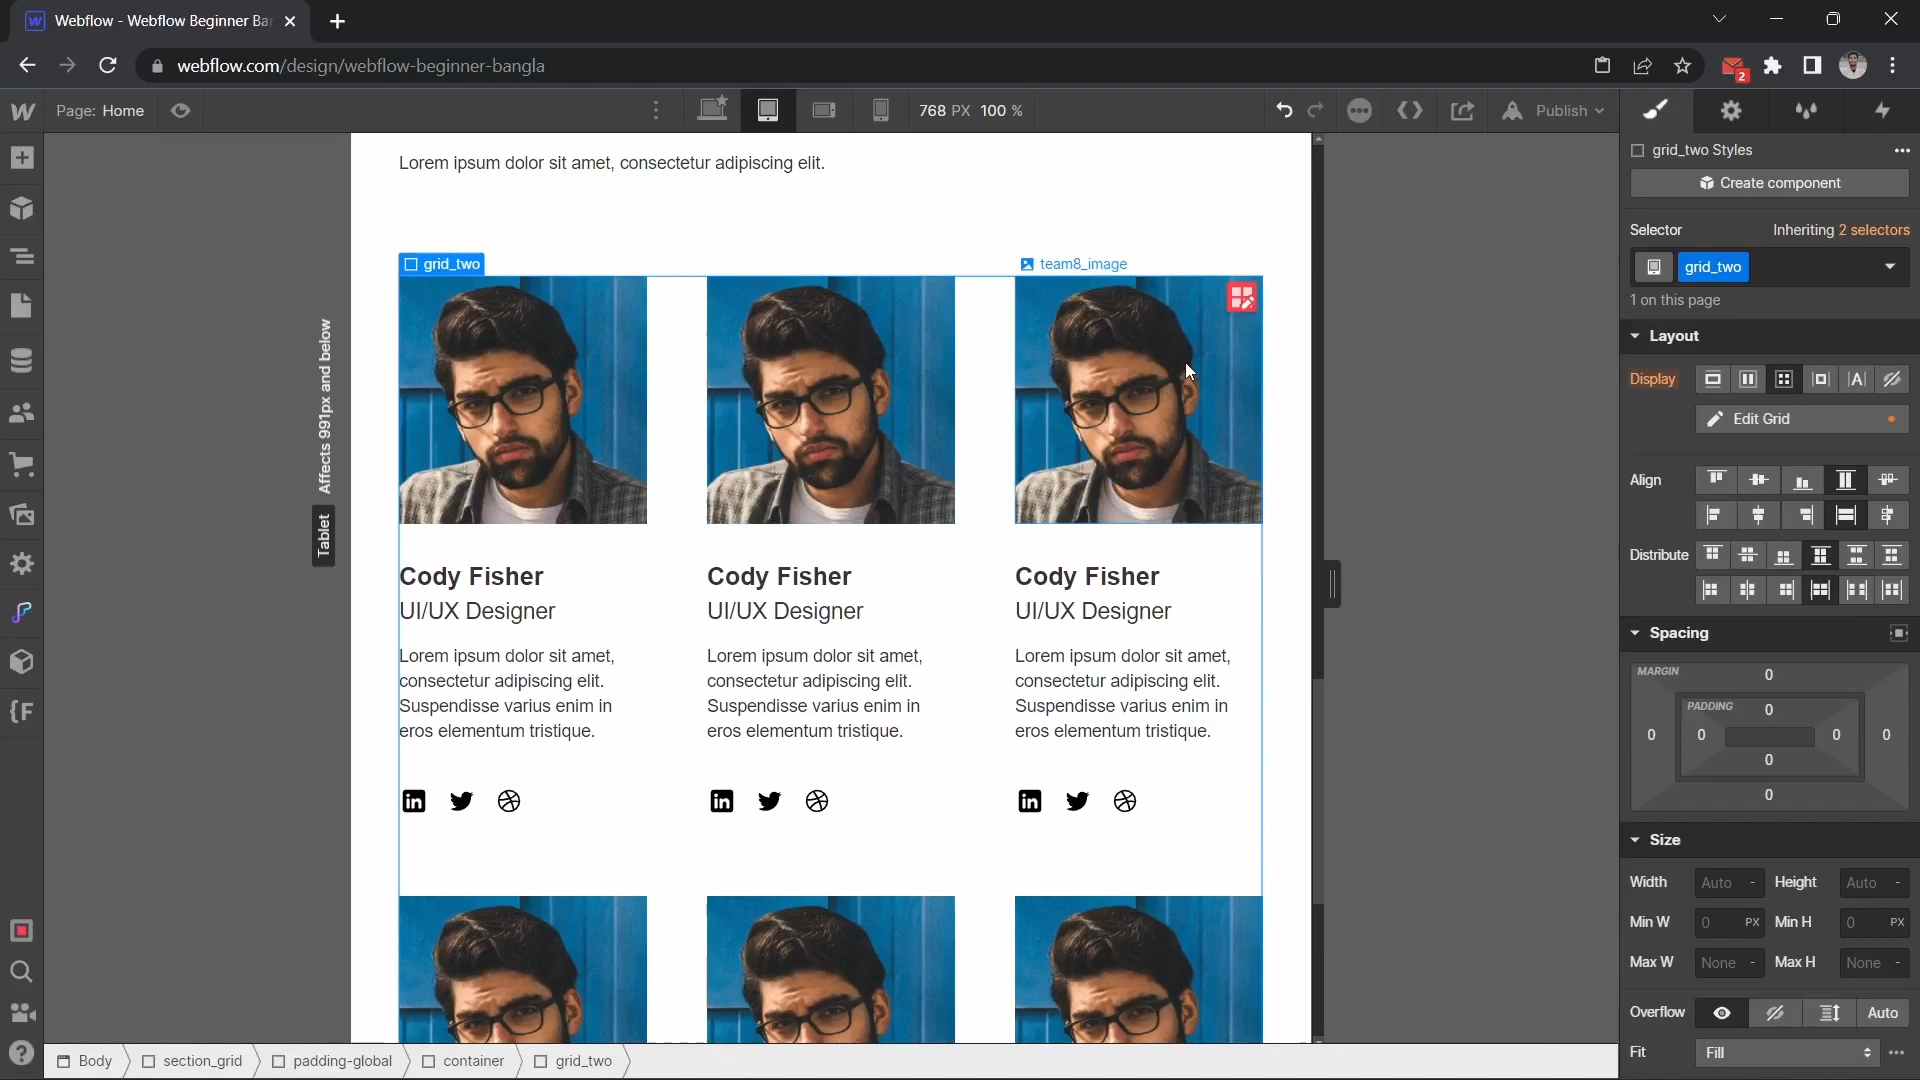 Webflow - Webflow Beginner Ban
webflow.com/design/webflow-beginner-bangla
2
Page: Home
768 PX 100 %
Publish
Lorem ipsum dolor sit amet, consectetur adipiscing elit.
grid_two
team8_image
Affects 991px and below
Tablet
Cody Fisher
UI/UX Designer
Lorem ipsum dolor sit amet,
consectetur adipiscing elit.
Suspendisse varius enim in
eros elementum tristique.
Cody Fisher
UI/UX Designer
Lorem ipsum dolor sit amet,
consectetur adipiscing elit.
Suspendisse varius enim in
eros elementum tristique.
Cody Fisher
UI/UX Designer
Lorem ipsum dolor sit amet,
consectetur adipiscing elit.
Suspendisse varius enim in
eros elementum tristique.
grid_two Styles
Create component
Selector Inheriting 2 selectors
grid_two
1 on this page
Layout
Display
Edit Grid
Align
Distribute
Spacing
MARGIN
0
PADDING
0
0 0 0 0
0
0
Size
Width Auto - Height Auto -
Min W 0 PX Min H 0 PX
Max W None - Max H None -
Overflow Auto
Fit Fill
Body section_grid padding-global container grid_two